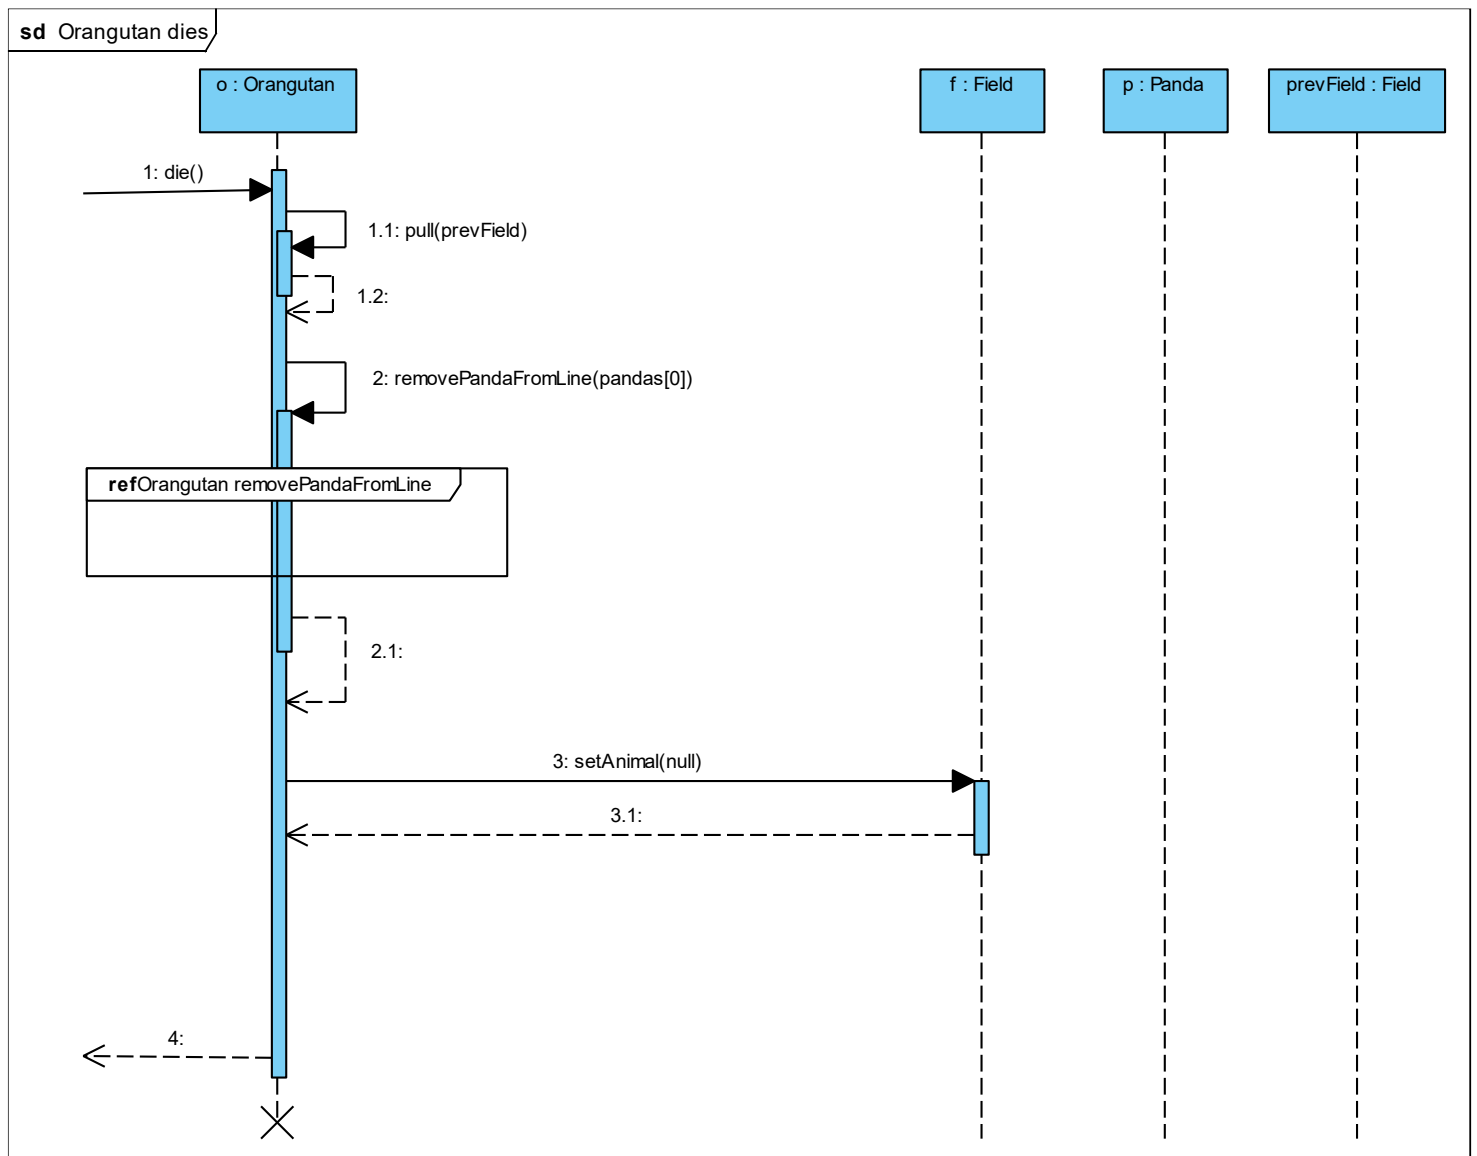 sd Orangutan dies
o : Orangutan
f : Field
p : Panda
prevField : Field
1: die()
1.1: pull(prevField)
1.2:
2: removePandaFromLine(pandas[0])
refOrangutan removePandaFromLine
2.1:
3: setAnimal(null)
3.1:
4: